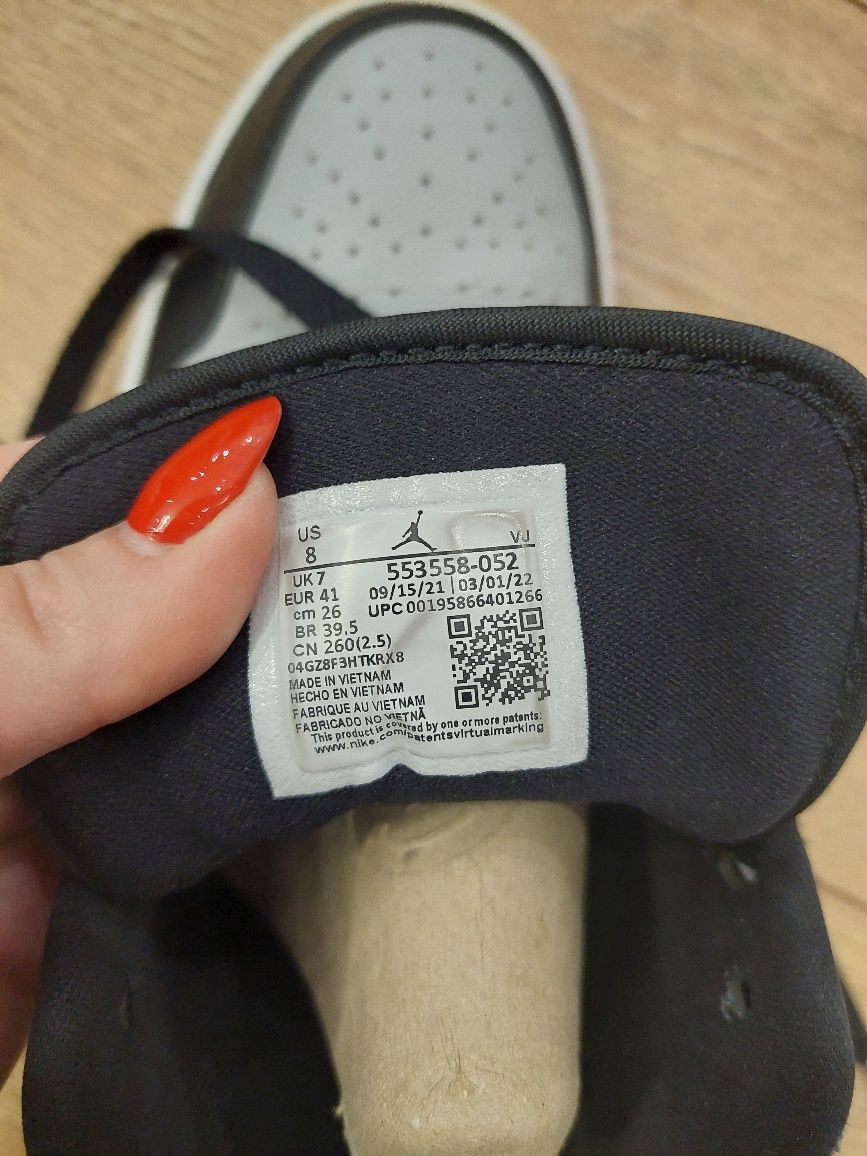 US
8
VJ
UK 7
553558-052
EUR 41
09/15/21 | 03/01/22
cm 26
UPC 00195866401266
BR 39.5
CN 260(2.5)
04GZ8F3HTKRX8
MADE IN VIETNAM
HECHO EN VIETNAM
FABRIQUE AU VIETNAM
FABRICADO NO VIETNÃ
This product is covered by one or more patents:
www.nike.com/patentsvirtualmarking